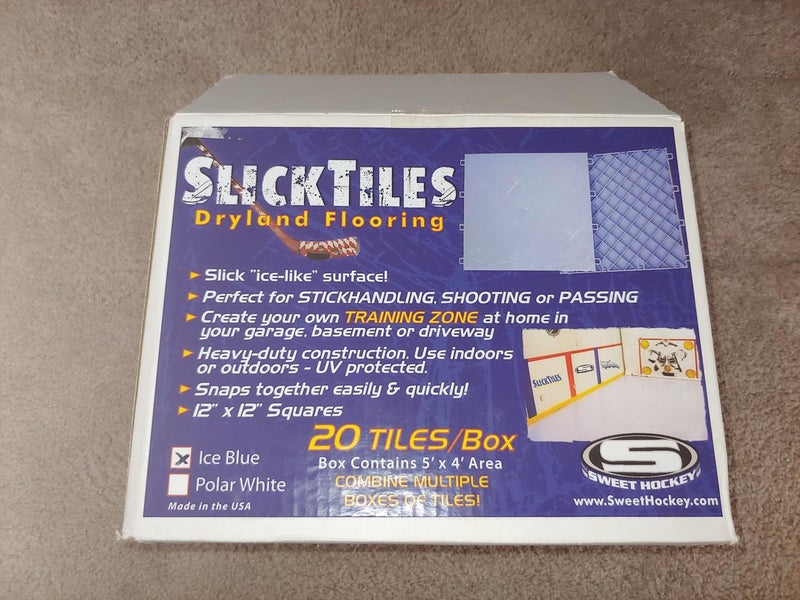 SLICKTILES
Dryland Flooring
Slick "ice-like" surface!
Perfect for STICKHANDLING, SHOOTING or PASSING
Create your own TRAINING ZONE at home in
your garage, basement or driveway
Heavy-duty construction. Use indoors
or outdoors - UV protected.
Snaps together easily & quickly!
12" x 12" Squares
SLICKTILES
20 TILES/Box
Box Contains 5' x 4' Area
COMBINE MULTIPLE
BOXES OF TILES!
Ice Blue
Polar White
Made in the USA
S
SWEET HOCKEY
www.SweetHockey.com